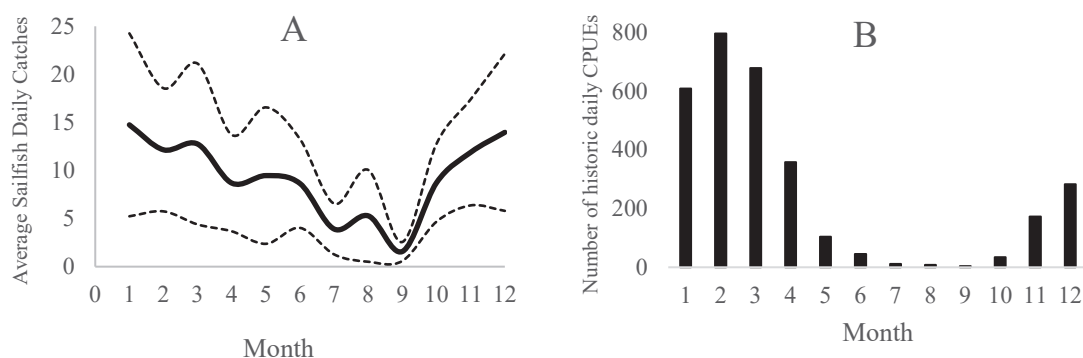 A
Average Sailfish Daily Catches
25
20
15
10
5
0
0 1 2 3 4 5 6 7 8 9 10 11 12
Month
B
Number of historic daily CPUEs
800
600
400
200
0
1 2 3 4 5 6 7 8 9 10 11 12
Month